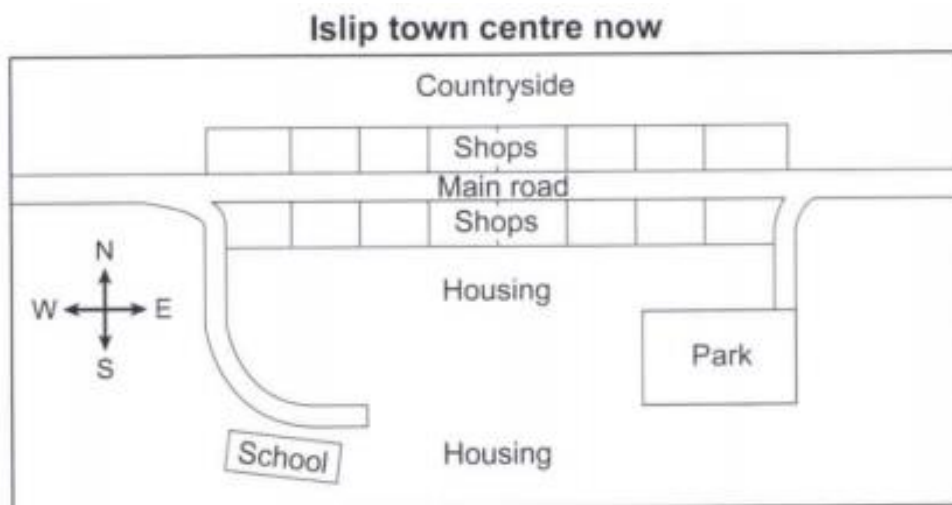 Islip town centre now
Countryside
Shops
Main road
Shops
N
W E
S
Housing
Park
School
Housing